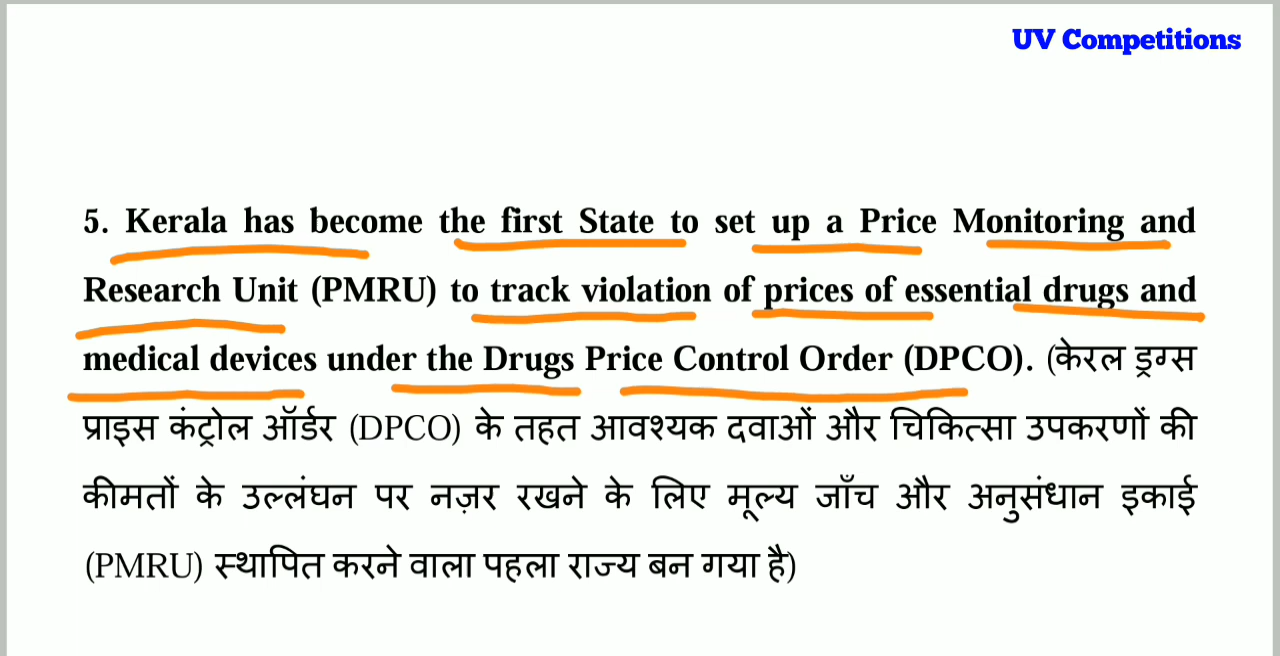 UV Competitions
5. Kerala has become the first State to set up a Price Monitoring and
Research Unit (PMRU) to track violation of prices of essential drugs and
medical devices under the Drugs Price Control Order (DPCO). (केरल ड्रग्स
प्राइस कंट्रोल ऑर्डर (DPCO) के तहत आवश्यक दवाओं और चिकित्सा उपकरणों की
कीमतों के उल्लंघन पर नज़र रखने के लिए मूल्य जाँच और अनुसंधान इकाई
(PMRU) स्थापित करने वाला पहला राज्य बन गया है)